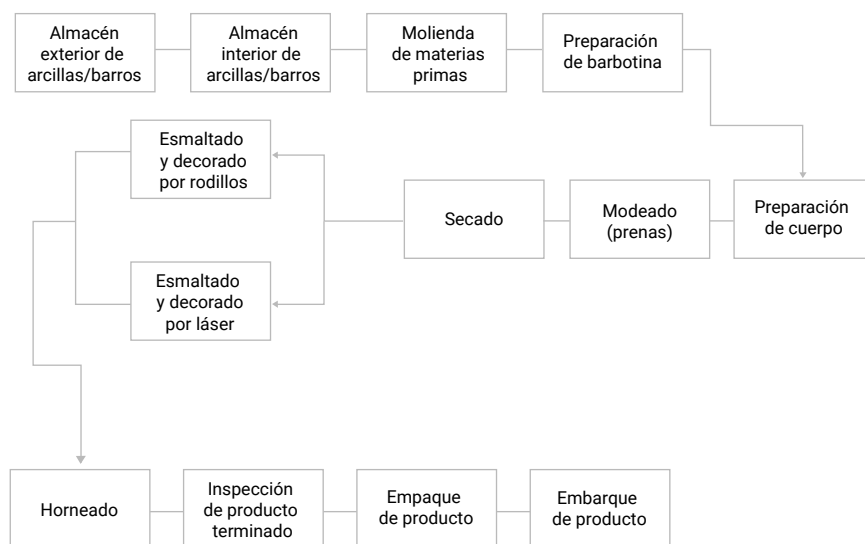 Almacén
exterior de
arcillas/barros
Almacén
interior de
arcillas/barros
Molienda
de materias
primas
Preparación
de barbotina
Preparación
de cuerpo
Modeado
(prenas)
Secado
Esmaltado
y decorado
por rodillos
Esmaltado
y decorado
por láser
Horneado
Inspección
de producto
terminado
Empaque
de producto
Embarque
de producto